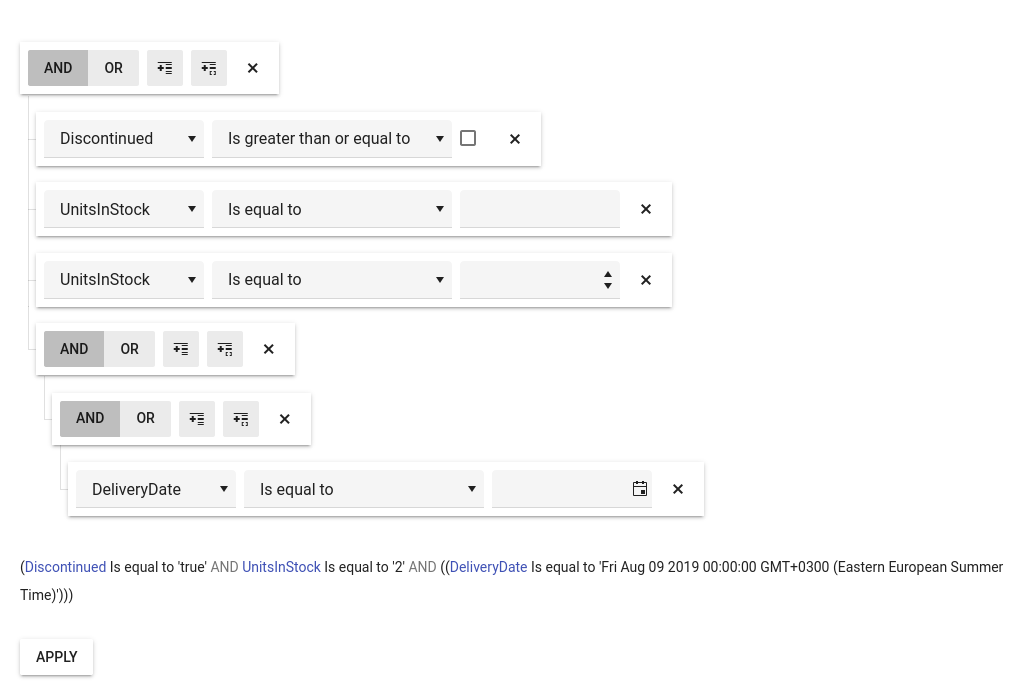 AND OR
Discontinued Is greater than or equal to
UnitsInStock Is equal to
UnitsInStock Is equal to
AND OR
AND OR
DeliveryDate Is equal to
(Discontinued Is equal to 'true' AND UnitsInStock Is equal to '2' AND ((DeliveryDate Is equal to 'Fri Aug 09 2019 00:00:00 GMT+0300 (Eastern European Summer
Time)')))
APPLY